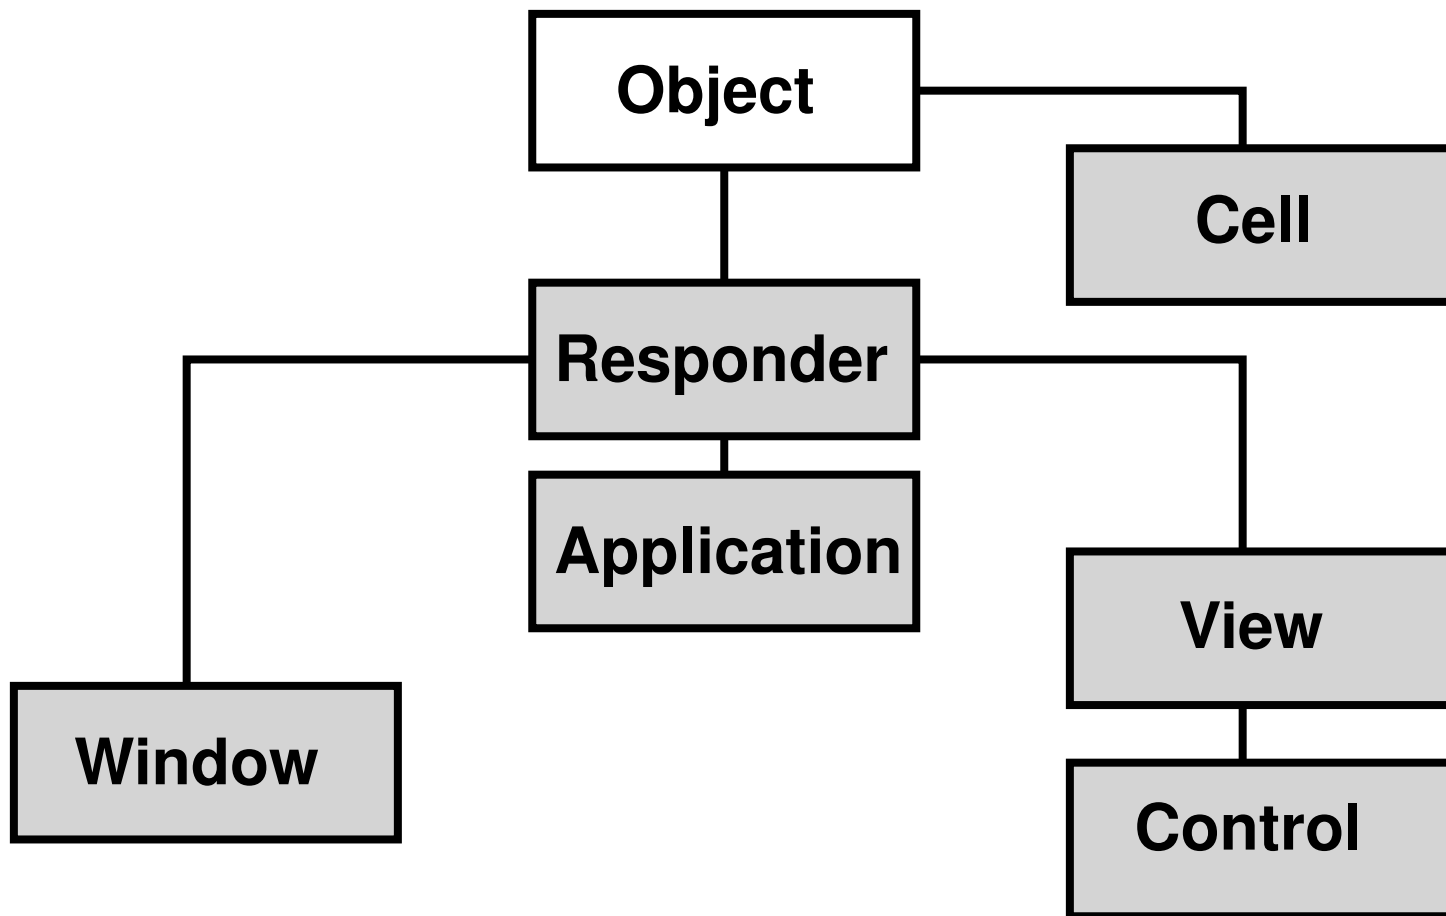 Object
Cell
Responder
Application
View
Window
Control